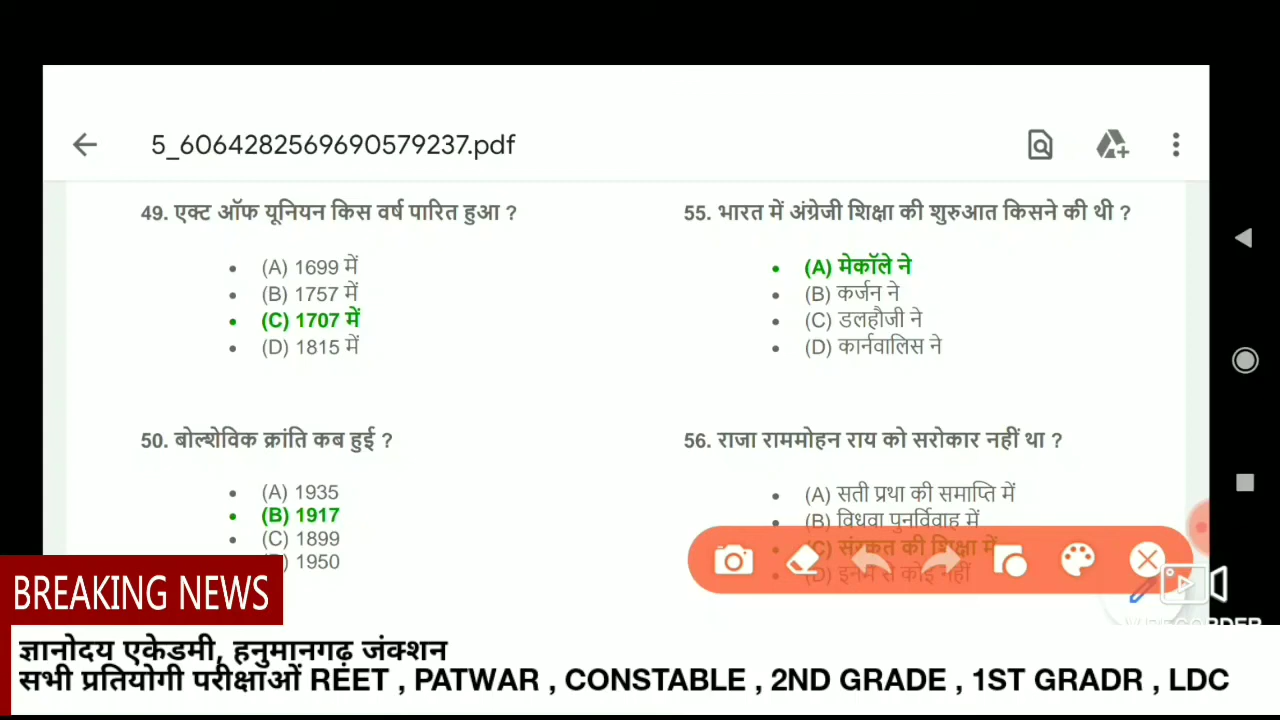 5_6064282569690579237.pdf
49. एक्ट ऑफ यूनियन किस वर्ष पारित हुआ ?
(A) 1699 में
(B) 1757 में
(C) 1707 में
(D) 1815 में
50. बोल्शेविक क्रांति कब हुई ?
(A) 1935
(B) 1917
(C) 1899
) 1950
55. भारत में अंग्रेजी शिक्षा की शुरुआत किसने की थी ?
(A) मेकॉले ने
(B) कर्जन ने
(C) डलहौजी ने
(D) कार्नवालिस ने
56. राजा राममोहन राय को सरोकार नहीं था ?
(A) सती प्रथा की समाप्ति में
(B) विधवा पुनर्विवाह में
(C) संस्कृत की शिक्षा में
(D) इनमें से कोई नहीं
BREAKING NEWS
ज्ञानोदय एकेडमी, हनुमानगढ़ जंक्शन
सभी प्रतियोगी परीक्षाओं REET , PATWAR , CONSTABLE , 2ND GRADE , 1ST GRADR , LDC